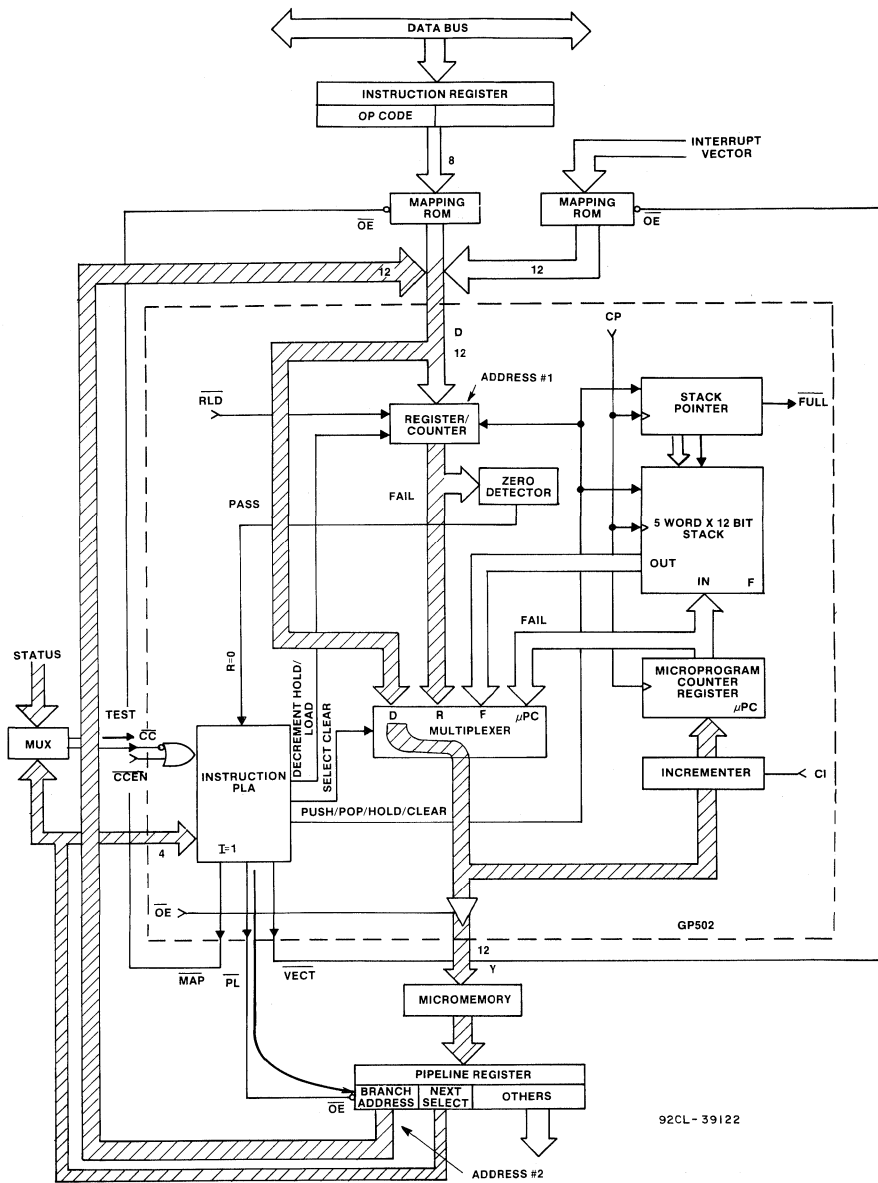 DATA BUS
INSTRUCTION REGISTER
OP CODE
8
INTERRUPT
VECTOR
MAPPING
ROM
OE
MAPPING
ROM
OE
12
12
CP
D
12
ADDRESS #1
RLD
REGISTER/
COUNTER
STACK
POINTER
FULL
PASS
FAIL
ZERO
DETECTOR
5 WORD X 12 BIT
STACK
OUT
IN
F
FAIL
R=0
DECREMENT HOLD/
LOAD
SELECT CLEAR
STATUS
MUX
TEST
CC
CCEN
D
R
F
µPC
MULTIPLEXER
MICROPROGRAM
COUNTER
REGISTER
µPC
INSTRUCTION
PLA
I=1
INCREMENTER
CI
PUSH/POP/HOLD/CLEAR
4
OE
GP502
12
Y
MAP
PL
VECT
MICROMEMORY
PIPELINE REGISTER
OE
BRANCH
ADDRESS
NEXT
SELECT
OTHERS
ADDRESS #2
92CL-39122